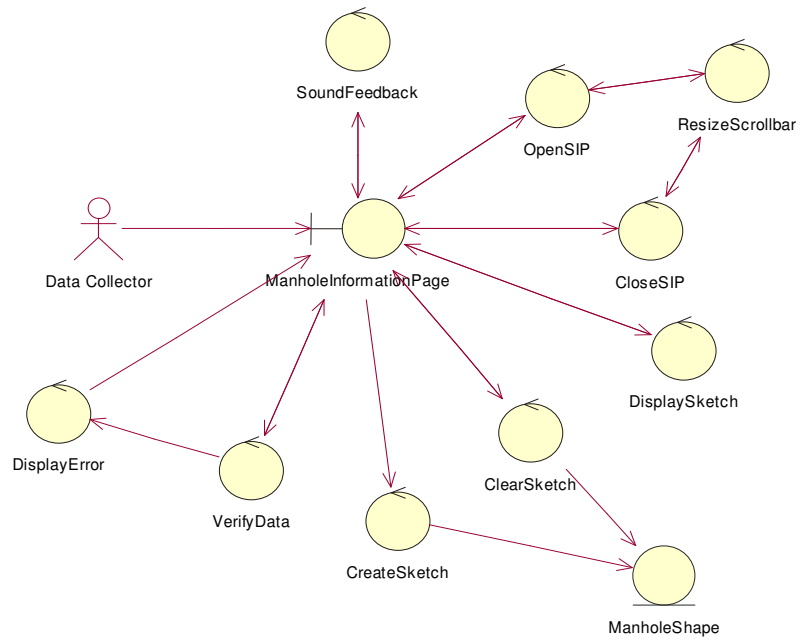 SoundFeedback
OpenSIP
ResizeScrollbar
Data Collector
ManholeInformationPage
CloseSIP
DisplaySketch
DisplayError
VerifyData
ClearSketch
CreateSketch
ManholeShape